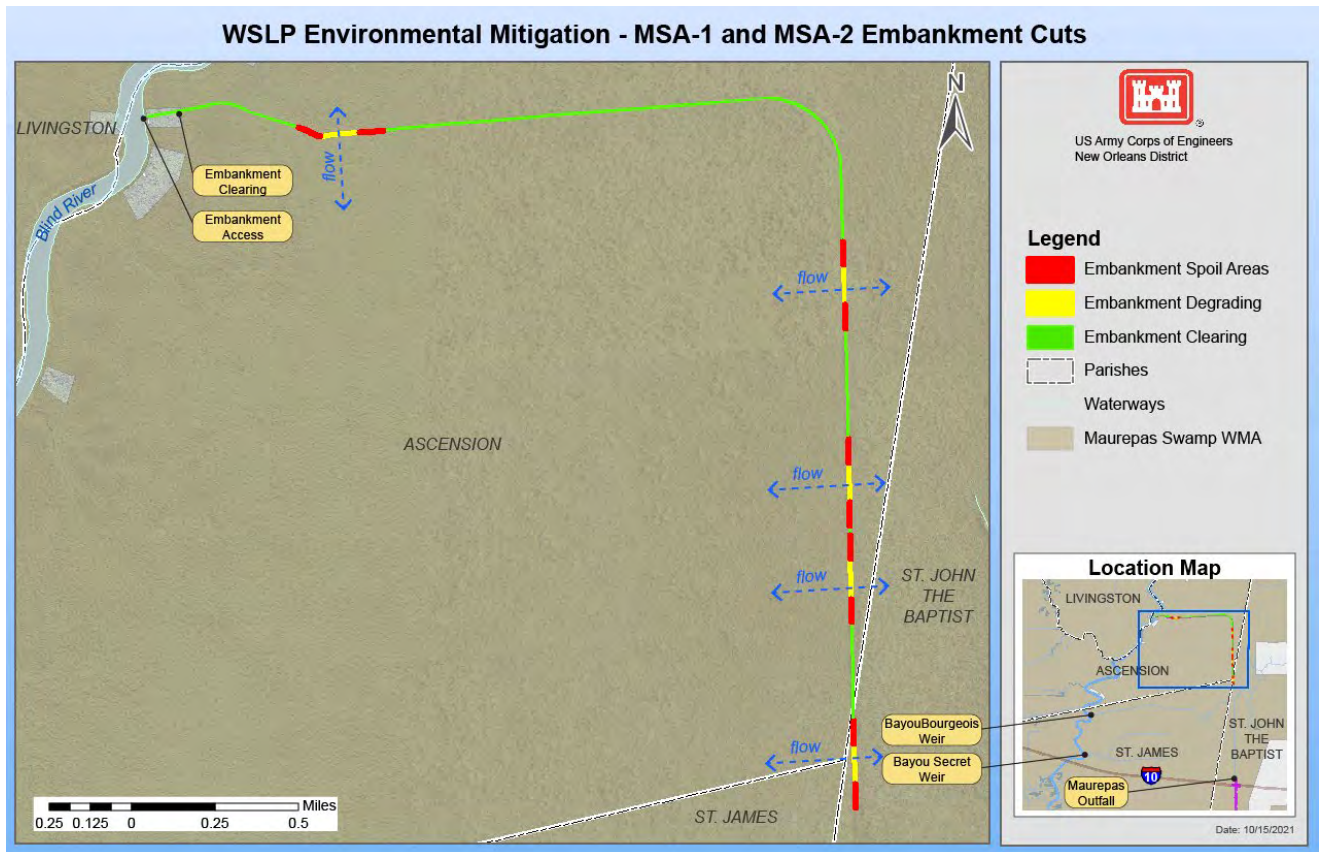 WSLP Environmental Mitigation - MSA-1 and MSA-2 Embankment Cuts
LIVINGSTON
Blind River
Embankment
Clearing
Embankment
Access
flow
N
flow
ASCENSION
flow
flow
ST. JOHN
THE
BAPTIST
flow
ST. JAMES
Miles
0.25 0.125 0 0.25 0.5
US Army Corps of Engineers
New Orleans District
Legend
Embankment Spoil Areas
Embankment Degrading
Embankment Clearing
Parishes
Waterways
Maurepas Swamp WMA
Location Map
LIVINGSTON
ASCENSION
BayouBourgeois
Weir
Bayou Secret
Weir
ST. JOHN
THE
BAPTIST
ST. JAMES
10
Maurepas
Outfall
Date: 10/15/2021